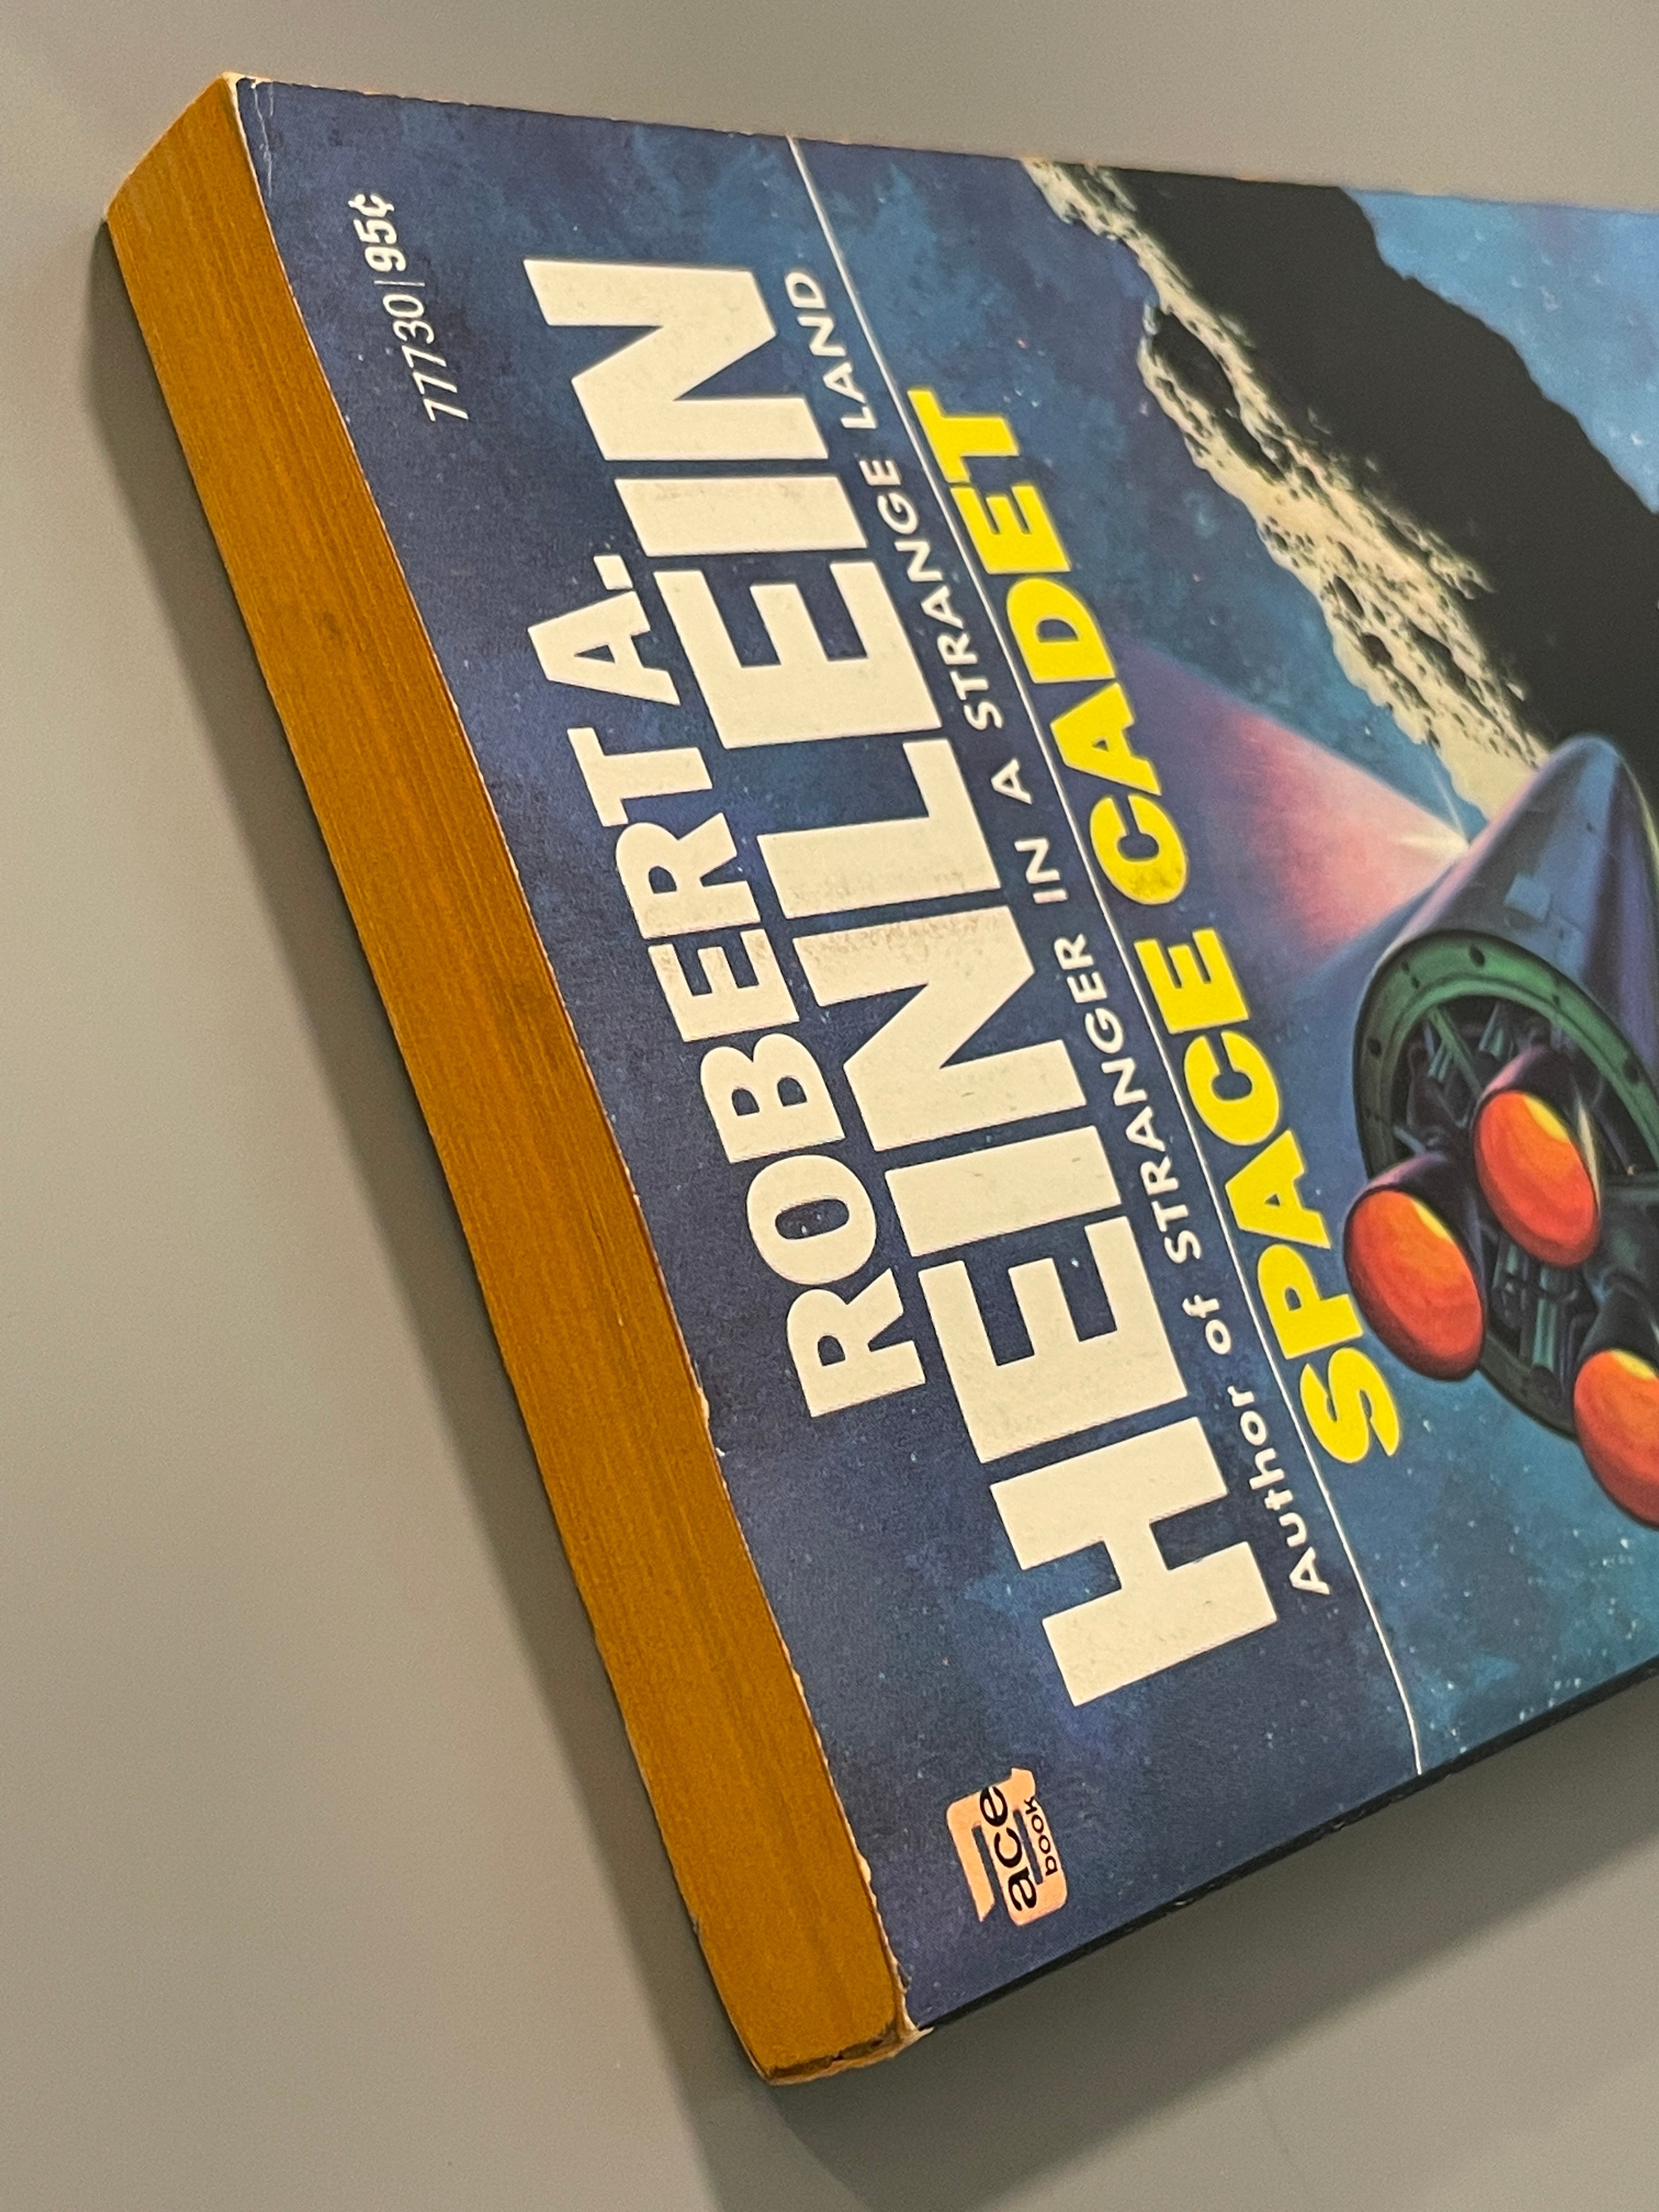 ace
book
77730|95¢
ROBERT A.
HEINLEIN
Author of STRANGER IN A STRANGE LAND
SPACE CADET